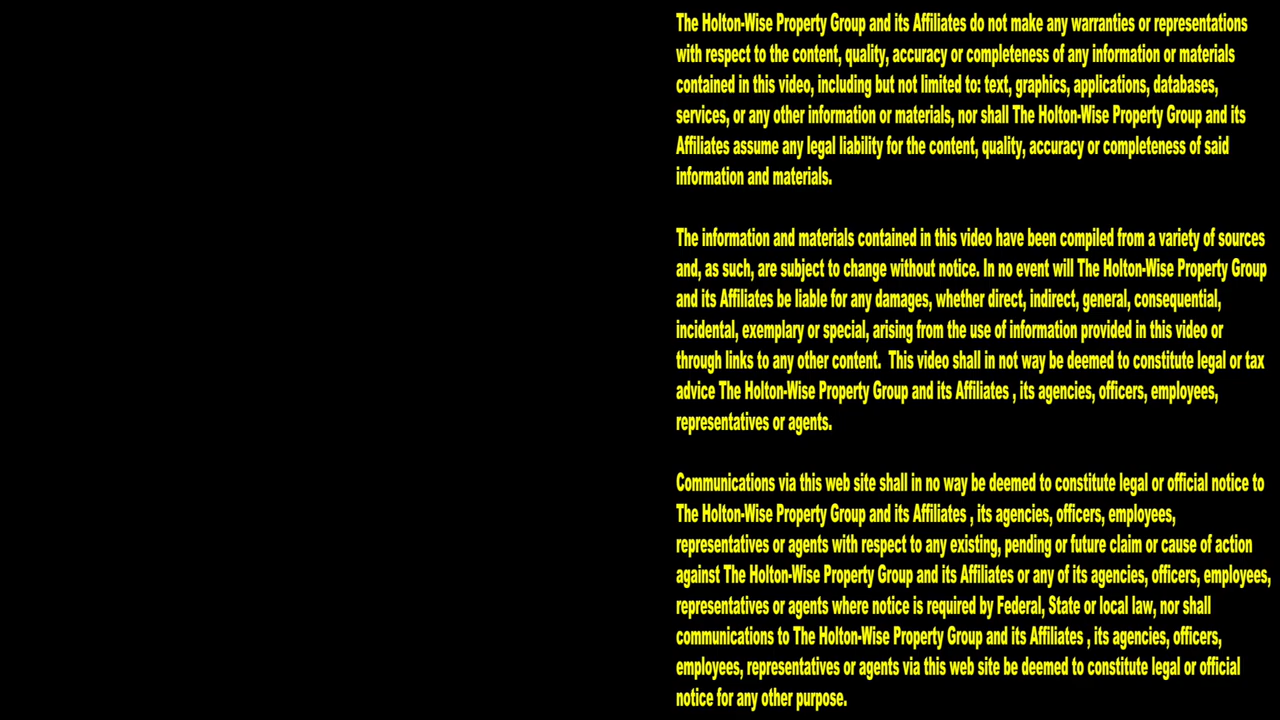 The Holton-Wise Property Group and its Affiliates do not make any warranties or representations
with respect to the content, quality, accuracy or completeness of any information or materials
contained in this video, including but not limited to: text, graphics, applications, databases,
services, or any other information or materials, nor shall The Holton-Wise Property Group and its
Affiliates assume any legal liability for the content, quality, accuracy or completeness of said
information and materials.
The information and materials contained in this video have been compiled from a variety of sources
and, as such, are subject to change without notice. In no event will The Holton-Wise Property Group
and its Affiliates be liable for any damages, whether direct, indirect, general, consequential,
incidental, exemplary or special, arising from the use of information provided in this video or
through links to any other content.  This video shall in not way be deemed to constitute legal or tax
advice The Holton-Wise Property Group and its Affiliates , its agencies, officers, employees,
representatives or agents.
Communications via this web site shall in no way be deemed to constitute legal or official notice to
The Holton-Wise Property Group and its Affiliates , its agencies, officers, employees,
representatives or agents with respect to any existing, pending or future claim or cause of action
against The Holton-Wise Property Group and its Affiliates or any of its agencies, officers, employees,
representatives or agents where notice is required by Federal, State or local law, nor shall
communications to The Holton-Wise Property Group and its Affiliates , its agencies, officers,
employees, representatives or agents via this web site be deemed to constitute legal or official
notice for any other purpose.